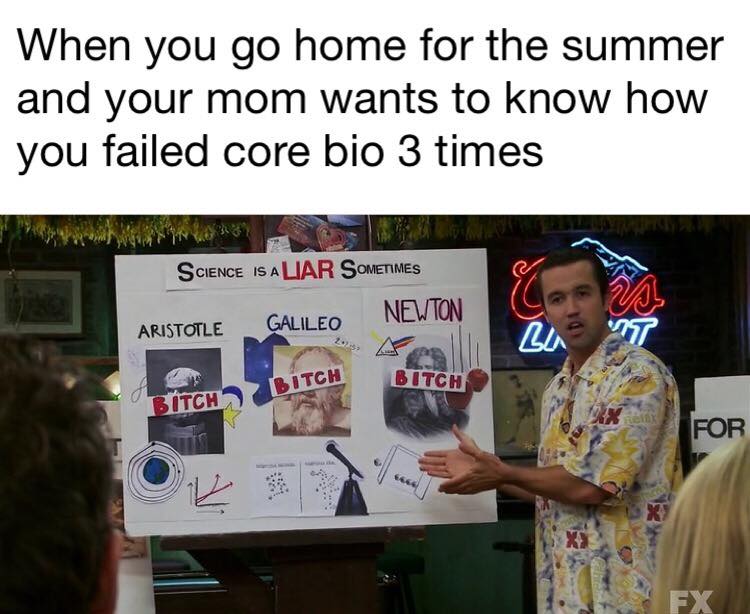 When you go home for the summer
and your mom wants to know how
you failed core bio 3 times
SCIENCE IS A LIAR SOMETIMES
ARISTOTLE
GALILEO
NEWTON
BITCH
BITCH
BITCH
FOR
FX